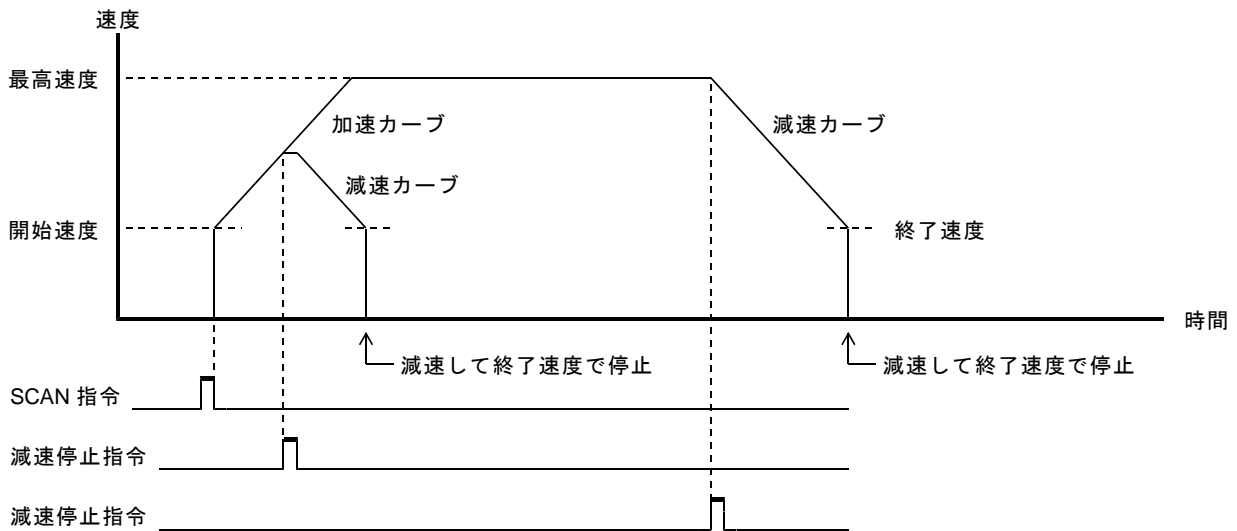 速度
最高速度
加速カーブ
減速カーブ
減速カーブ
開始速度
終了速度
時間
減速して終了速度で停止
減速して終了速度で停止
SCAN 指令
減速停止指令
減速停止指令